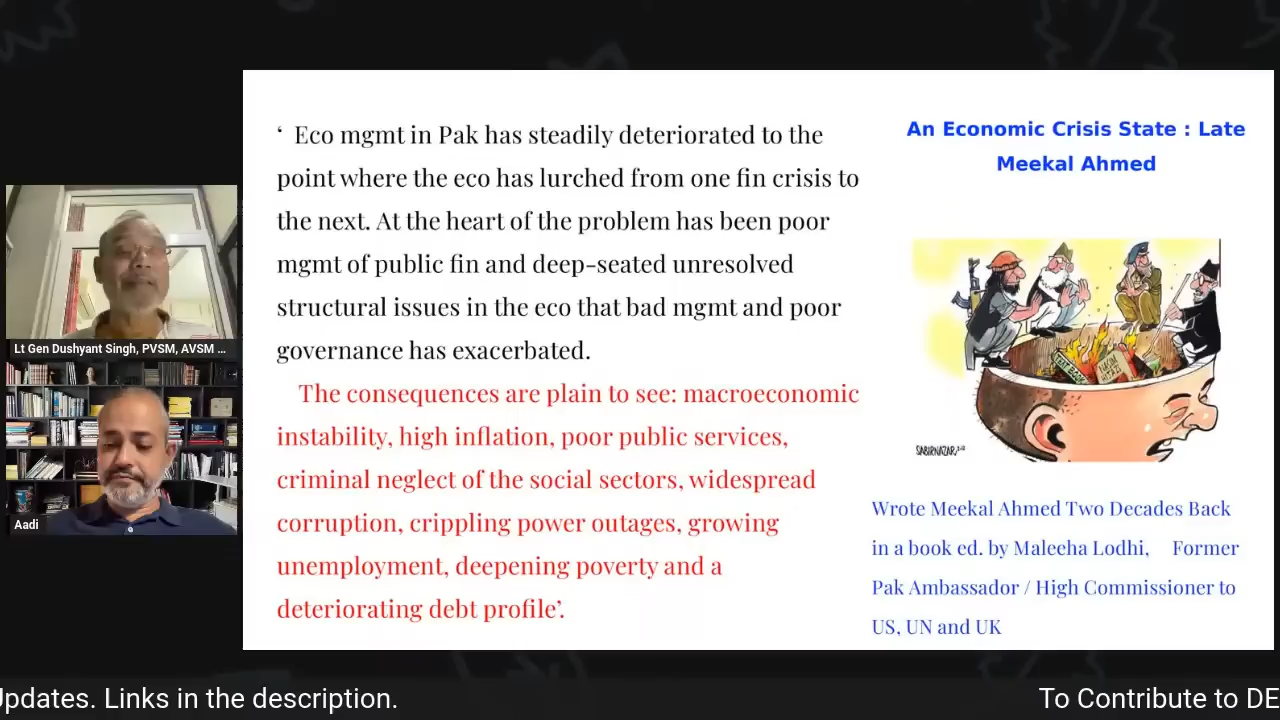 ‘ Eco mgmt in Pak has steadily deteriorated to the
point where the eco has lurched from one fin crisis to
the next. At the heart of the problem has been poor
mgmt of public fin and deep-seated unresolved
structural issues in the eco that bad mgmt and poor
governance has exacerbated.
The consequences are plain to see: macroeconomic
instability, high inflation, poor public services,
criminal neglect of the social sectors, widespread
corruption, crippling power outages, growing
unemployment, deepening poverty and a
deteriorating debt profile’.
An Economic Crisis State : Late
Meekal Ahmed
SABIRNAZAR
Wrote Meekal Ahmed Two Decades Back
in a book ed. by Maleeha Lodhi, Former
Pak Ambassador / High Commissioner to
US, UN and UK
Lt Gen Dushyant Singh, PVSM, AVSM ...
Aadi
Updates. Links in the description.
To Contribute to DE